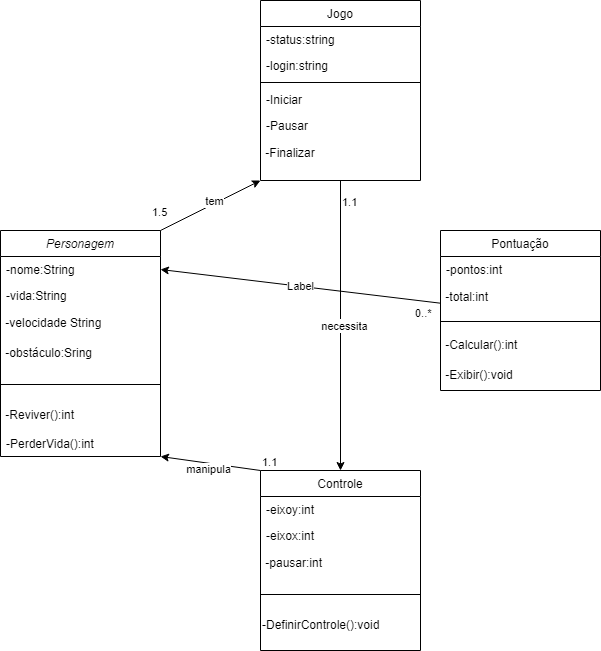 Jogo
-status:string
-login:string
-Iniciar
-Pausar
-Finalizar
tem
1.5
1.1
Personagem
-nome:String
-vida:String
-velocidade String
-obstáculo:Sring
-Reviver():int
-PerderVida():int
Label
0..*
necessita
Pontuação
-pontos:int
-total:int
-Calcular():int
-Exibir():void
manipula
1.1
Controle
-eixoy:int
-eixox:int
-pausar:int
-DefinirControle():void